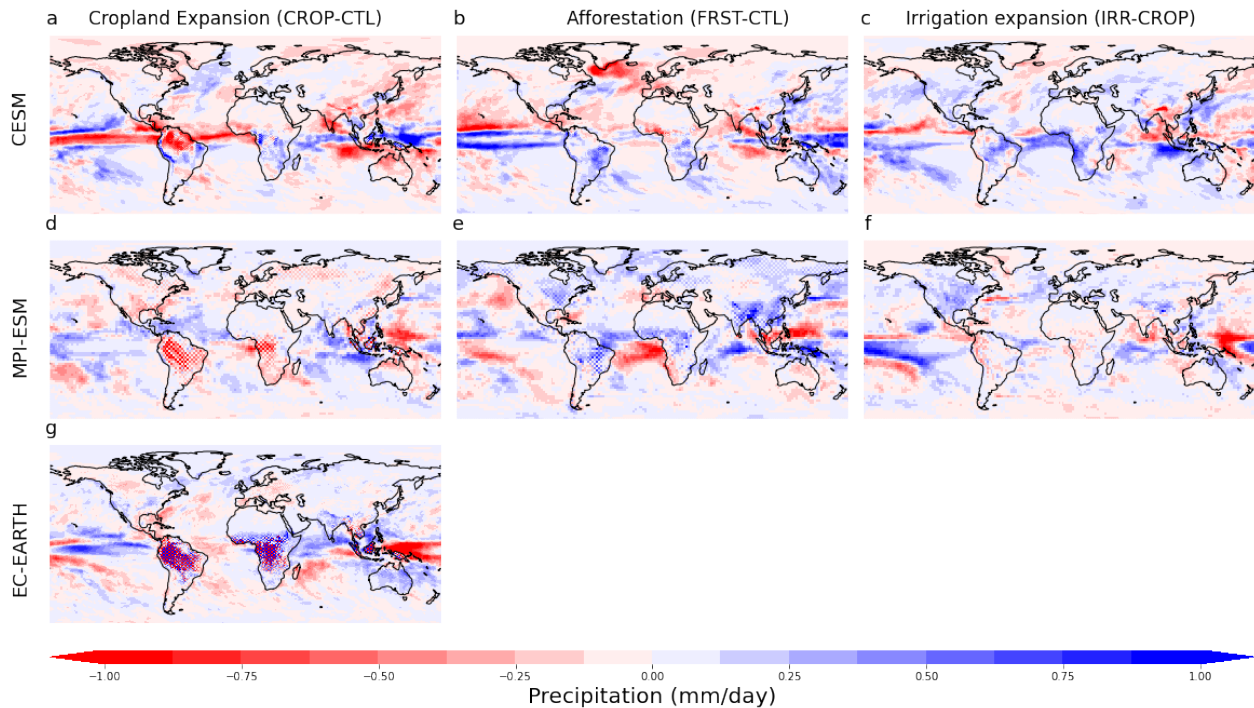 a Cropland Expansion (CROP-CTL) b Afforestation (FRST-CTL) c Irrigation expansion (IRR-CROP)
CESM
d e f
MPI-ESM
g
EC-EARTH
−1.00 −0.75 −0.50 −0.25 0.00 0.25 0.50 0.75 1.00
Precipitation (mm/day)